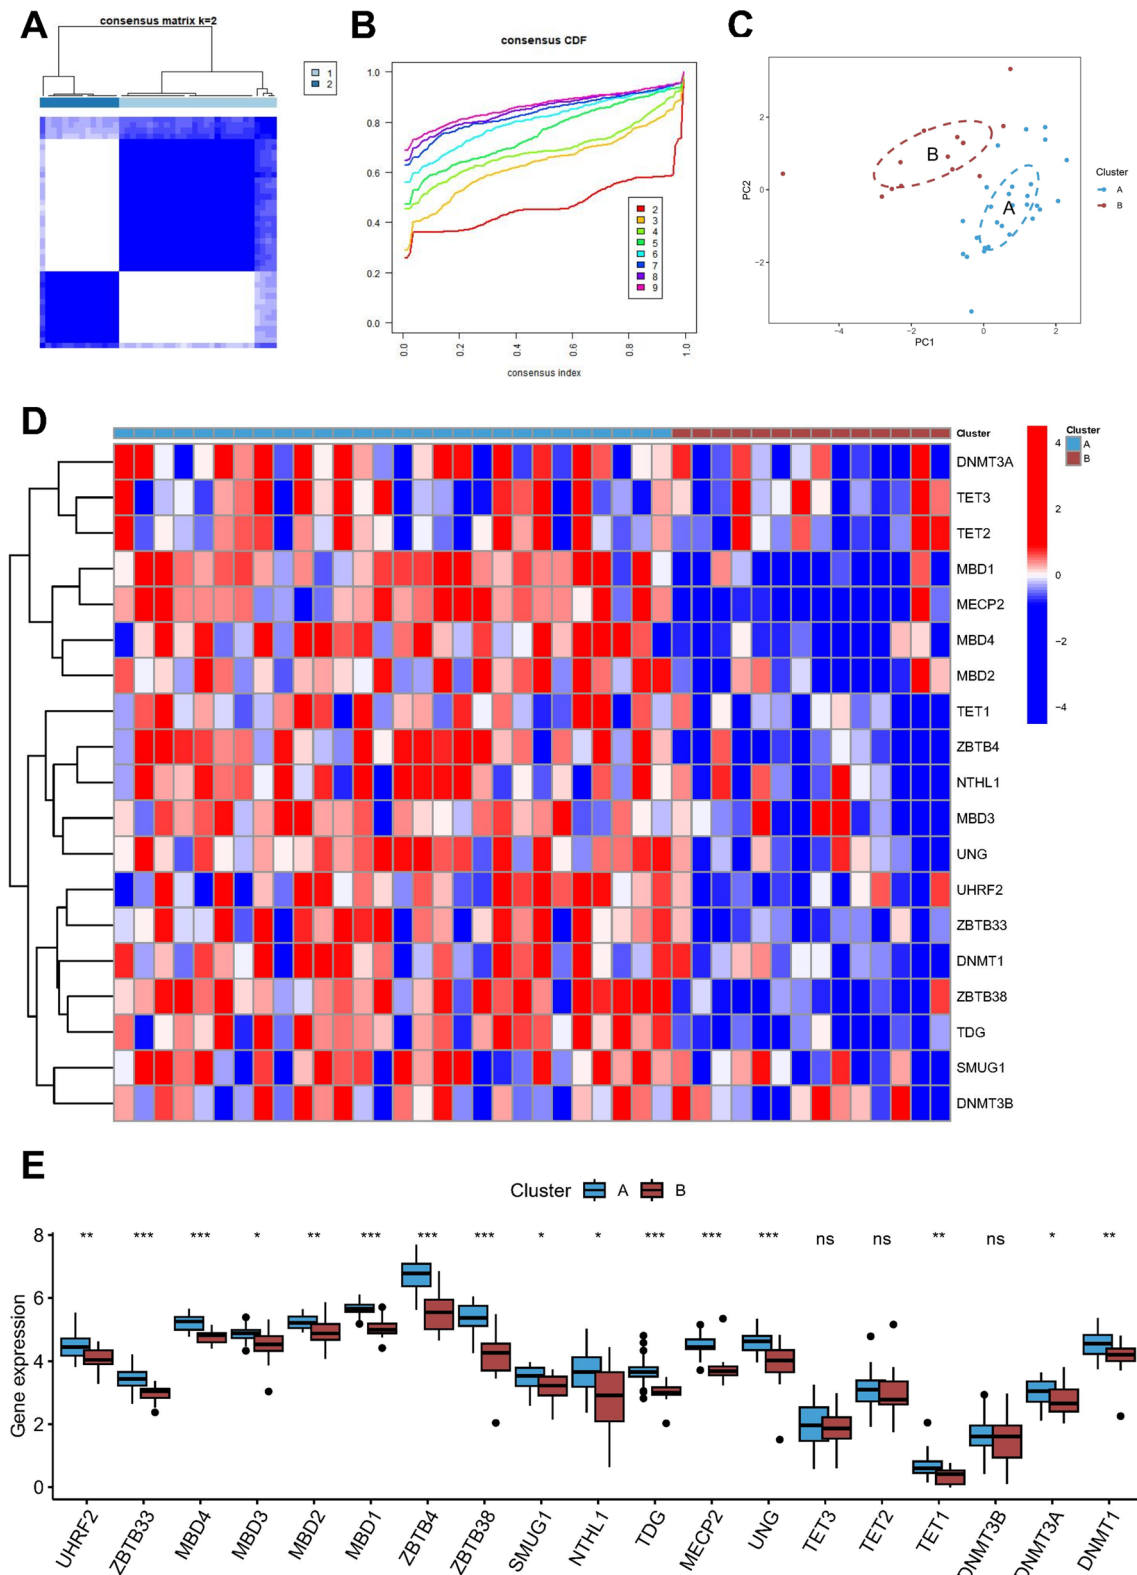 A
consensus matrix k=2
1
2
B
consensus CDF
1.0
0.8
0.6
0.4
0.2
0.0
2
3
4
5
6
7
8
9
0.0
0.2
0.4
0.6
0.8
1.0
consensus index
C
2
0
−2
PC2
B
A
−4
−2
0
2
PC1
Cluster
A
B
D
Cluster
DNMT3A
TET3
TET2
MBD1
MECP2
MBD4
MBD2
TET1
ZBTB4
NTHL1
MBD3
UNG
UHRF2
ZBTB33
DNMT1
ZBTB38
TDG
SMUG1
DNMT3B
4
2
0
−2
−4
Cluster
A
B
E
Cluster A B
Gene expression
8
6
4
2
0
** *** *** * ** *** *** *** * * *** *** *** ns ns ** ns * **
UHRF2
ZBTB33
MBD4
MBD3
MBD2
MBD1
ZBTB4
ZBTB38
SMUG1
NTHL1
TDG
MECP2
UNG
TET3
TET2
TET1
DNMT3B
DNMT3A
DNMT1